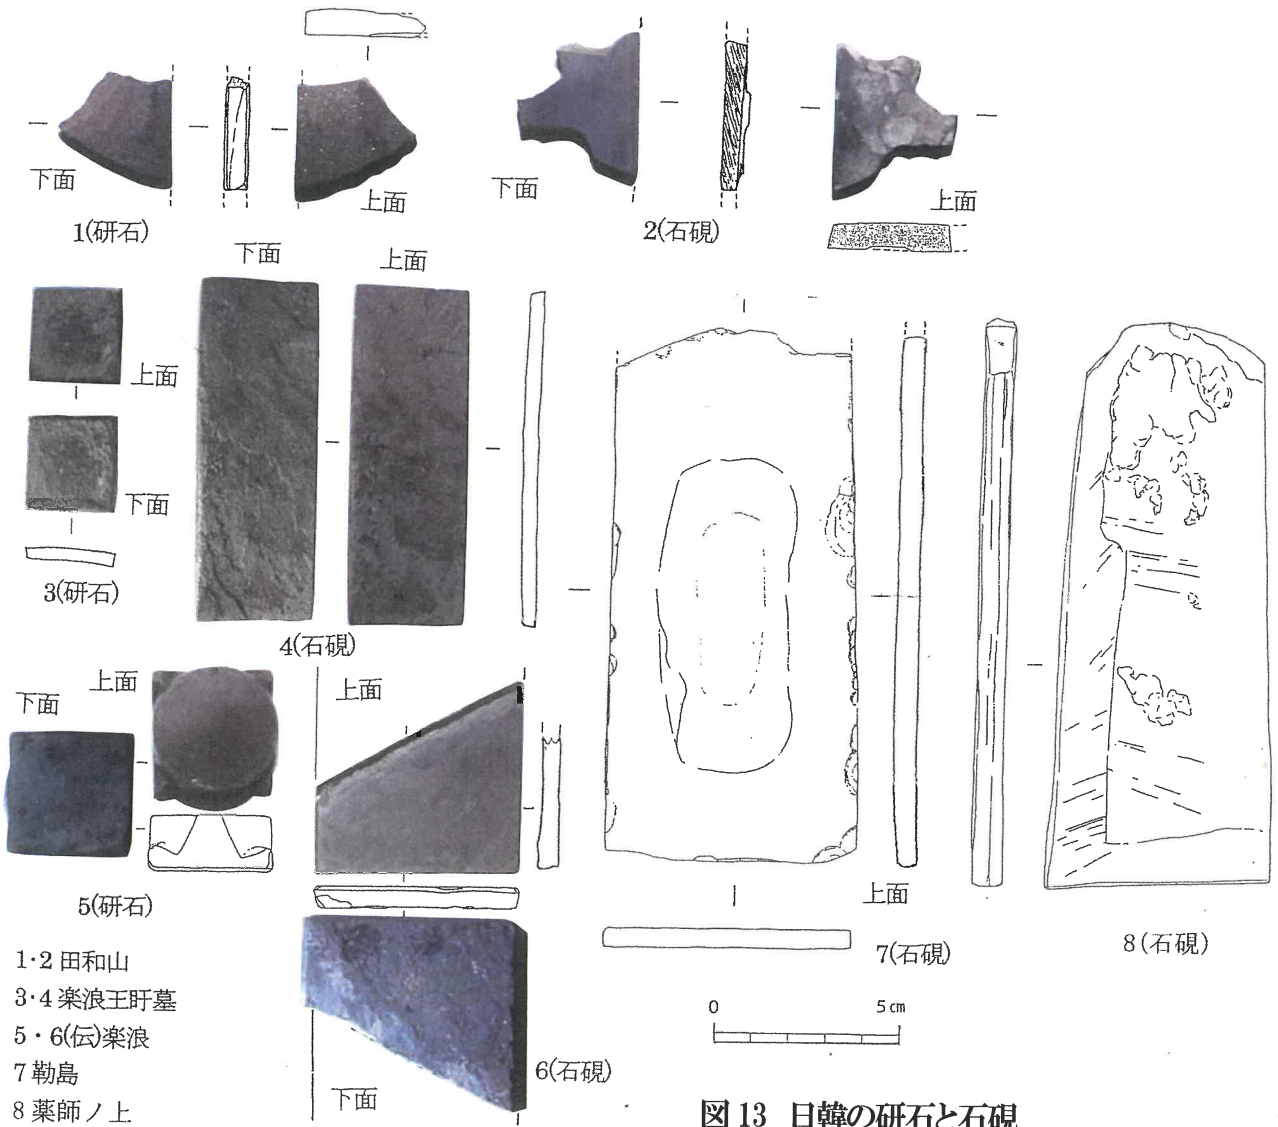 下面
上面
1(研石)
下面
上面
2(石硯)
下面
上面
上面
下面
3(研石)
4(石硯)
下面
上面
5(研石)
上面
下面
6(石硯)
上面
7(石硯)
8(石硯)
0 5cm
1・2 田和山
3・4 楽浪王盱墓
5・6(伝)楽浪
7 勒島
8 薬師ノ上
図13 日韓の研石と石硯